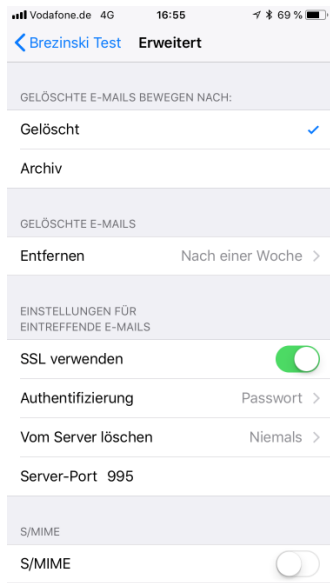 Vodafone.de 4G 16:55 69 %
Brezinski Test Erweitert
GELÖSCHTE E-MAILS BEWEGEN NACH:
Gelöscht
Archiv
GELÖSCHTE E-MAILS
Entfernen Nach einer Woche
EINSTELLUNGEN FÜR
EINTREFFENDE E-MAILS
SSL verwenden
Authentifizierung Passwort
Vom Server löschen Niemals
Server-Port 995
S/MIME
S/MIME